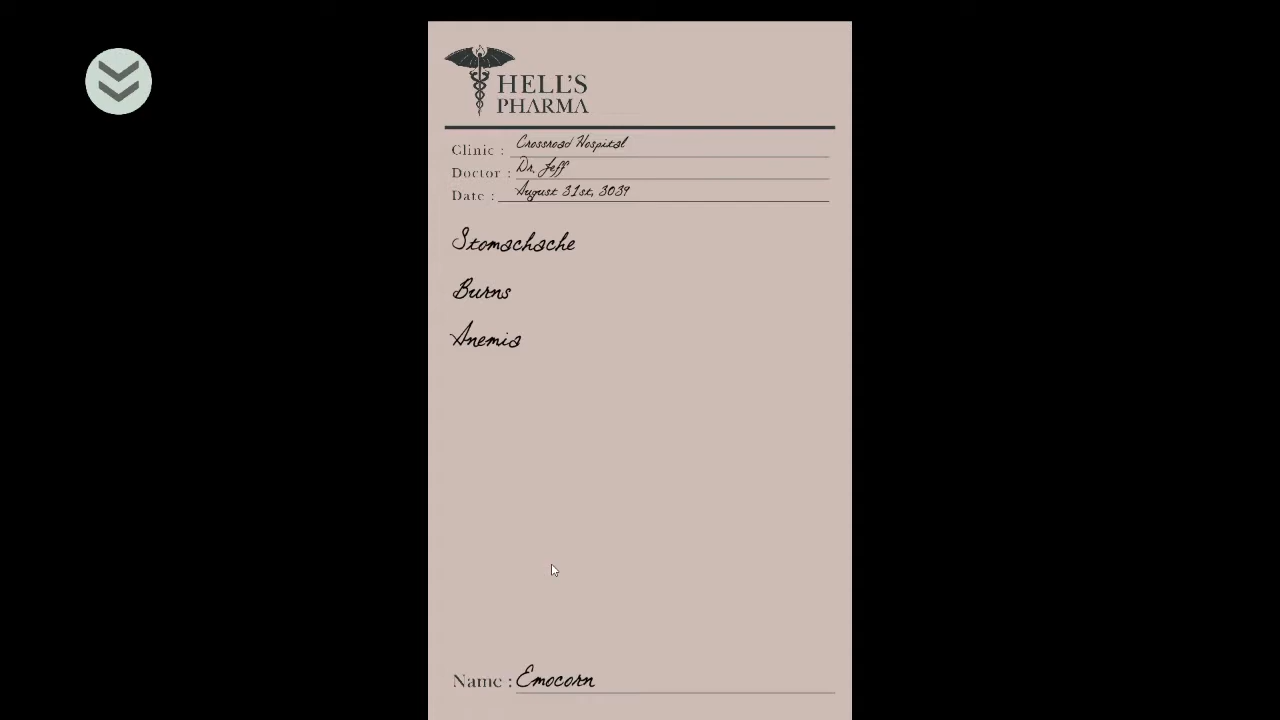 HELL'S
PHARMA
Clinic : Crossroad Hospital
Doctor : Dr. Jeff
Date : August 31st, 3039
Stomachache
Burns
Anemia
Name : Emocorn